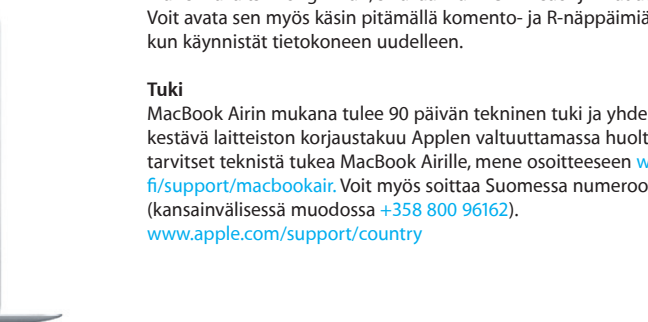 Voit avata sen myös käsin pitämällä komento- ja R-näppäimiä
kun käynnistät tietokoneen uudelleen.
Tuki
MacBook Airin mukana tulee 90 päivän tekninen tuki ja yhde
kestävä laitteiston korjaustakuu Applen valtuuttamassa huolt
tarvitset teknistä tukea MacBook Airille, mene osoitteeseen w
fi/support/macbookair. Voit myös soittaa Suomessa numeroo
(kansainvälisessä muodossa +358 800 96162).
www.apple.com/support/country